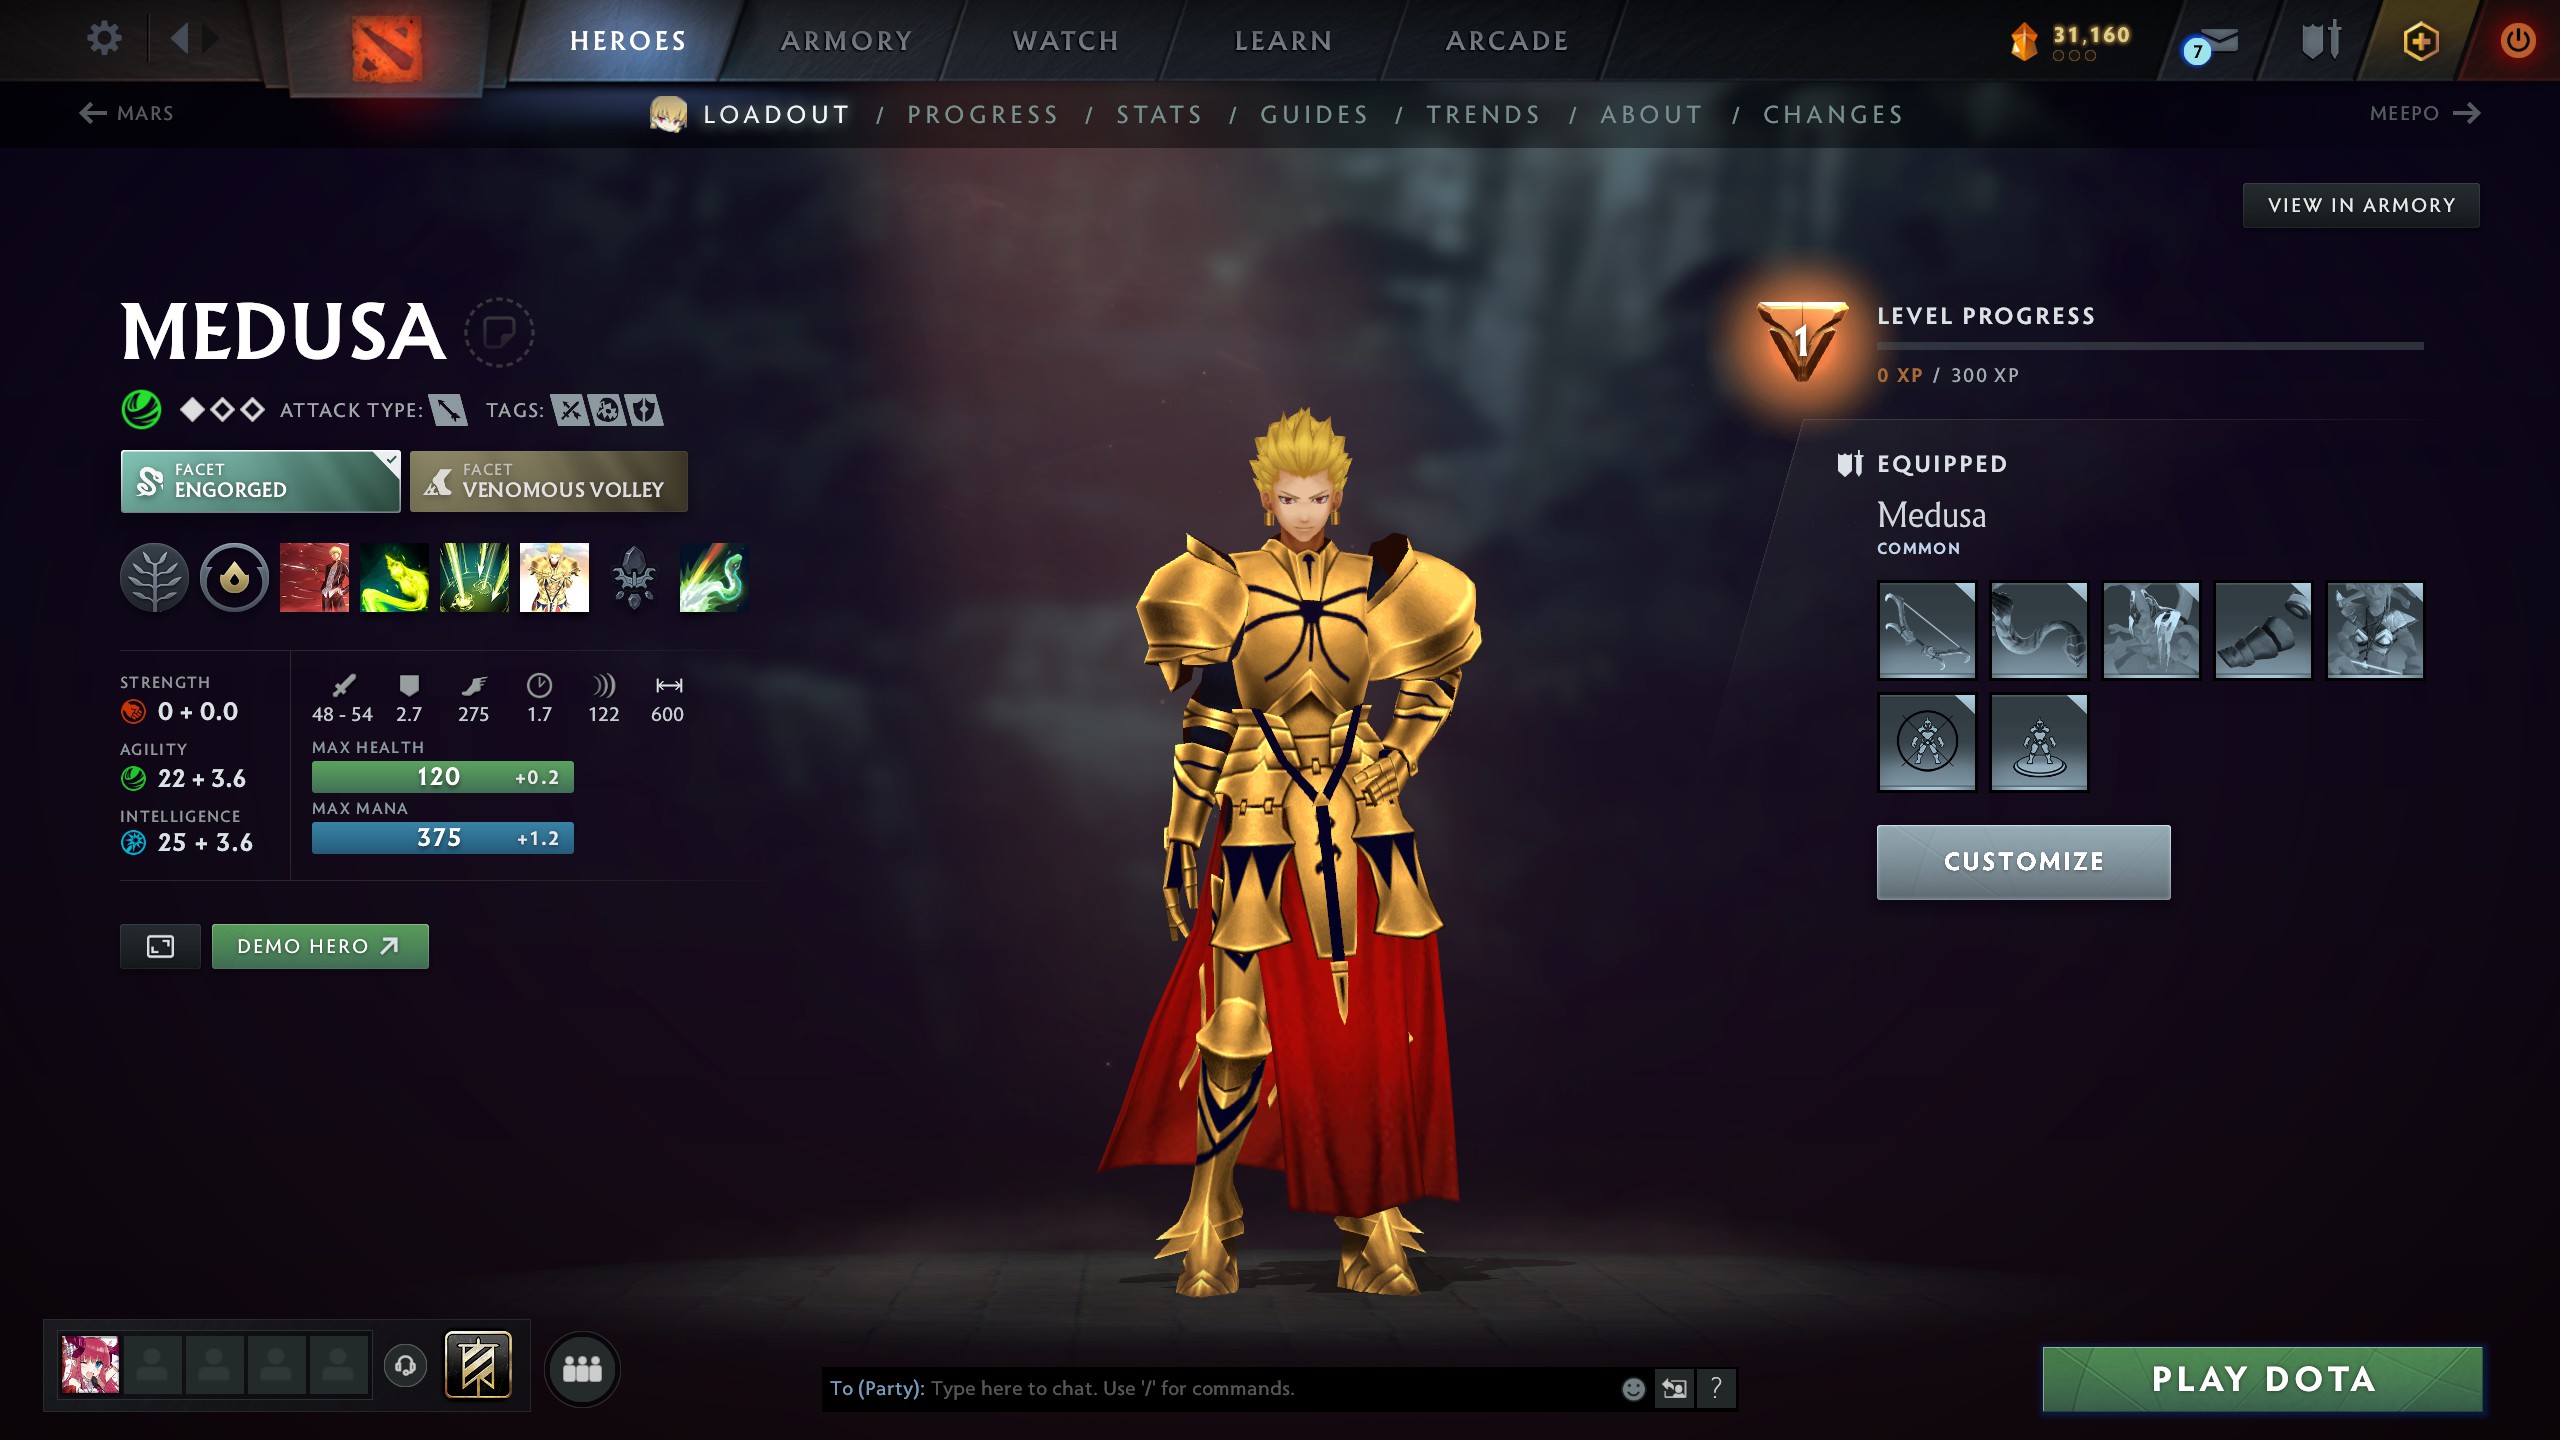 HEROES
ARMORY
WATCH
LEARN
ARCADE
31,160
7
MARS
LOADOUT / PROGRESS / STATS / GUIDES / TRENDS / ABOUT / CHANGES
MEEPO
VIEW IN ARMORY
MEDUSA
ATTACK TYPE:
TAGS:
FACET
ENGORGED
FACET
VENOMOUS VOLLEY
STRENGTH
0 + 0.0
AGILITY
22 + 3.6
INTELLIGENCE
25 + 3.6
48 - 54
2.7
275
1.7
122
600
MAX HEALTH
120 +0.2
MAX MANA
375 +1.2
DEMO HERO
1
LEVEL PROGRESS
0 XP / 300 XP
EQUIPPED
Medusa
COMMON
CUSTOMIZE
To (Party): Type here to chat. Use '/' for commands.
?
PLAY DOTA